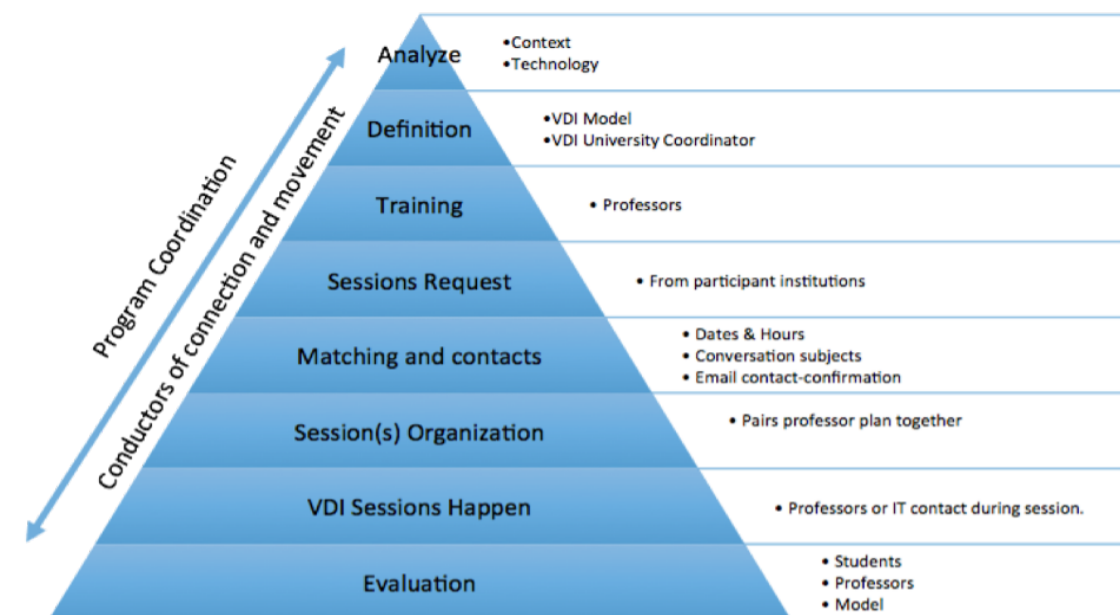 Program Coordination
Conductors of connection and movement
Analyze
•Context
•Technology
Definition
•VDI Model
•VDI University Coordinator
Training
• Professors
Sessions Request
• From participant institutions
Matching and contacts
• Dates & Hours
• Conversation subjects
• Email contact-confirmation
Session(s) Organization
• Pairs professor plan together
VDI Sessions Happen
• Professors or IT contact during session.
Evaluation
• Students
• Professors
• Model